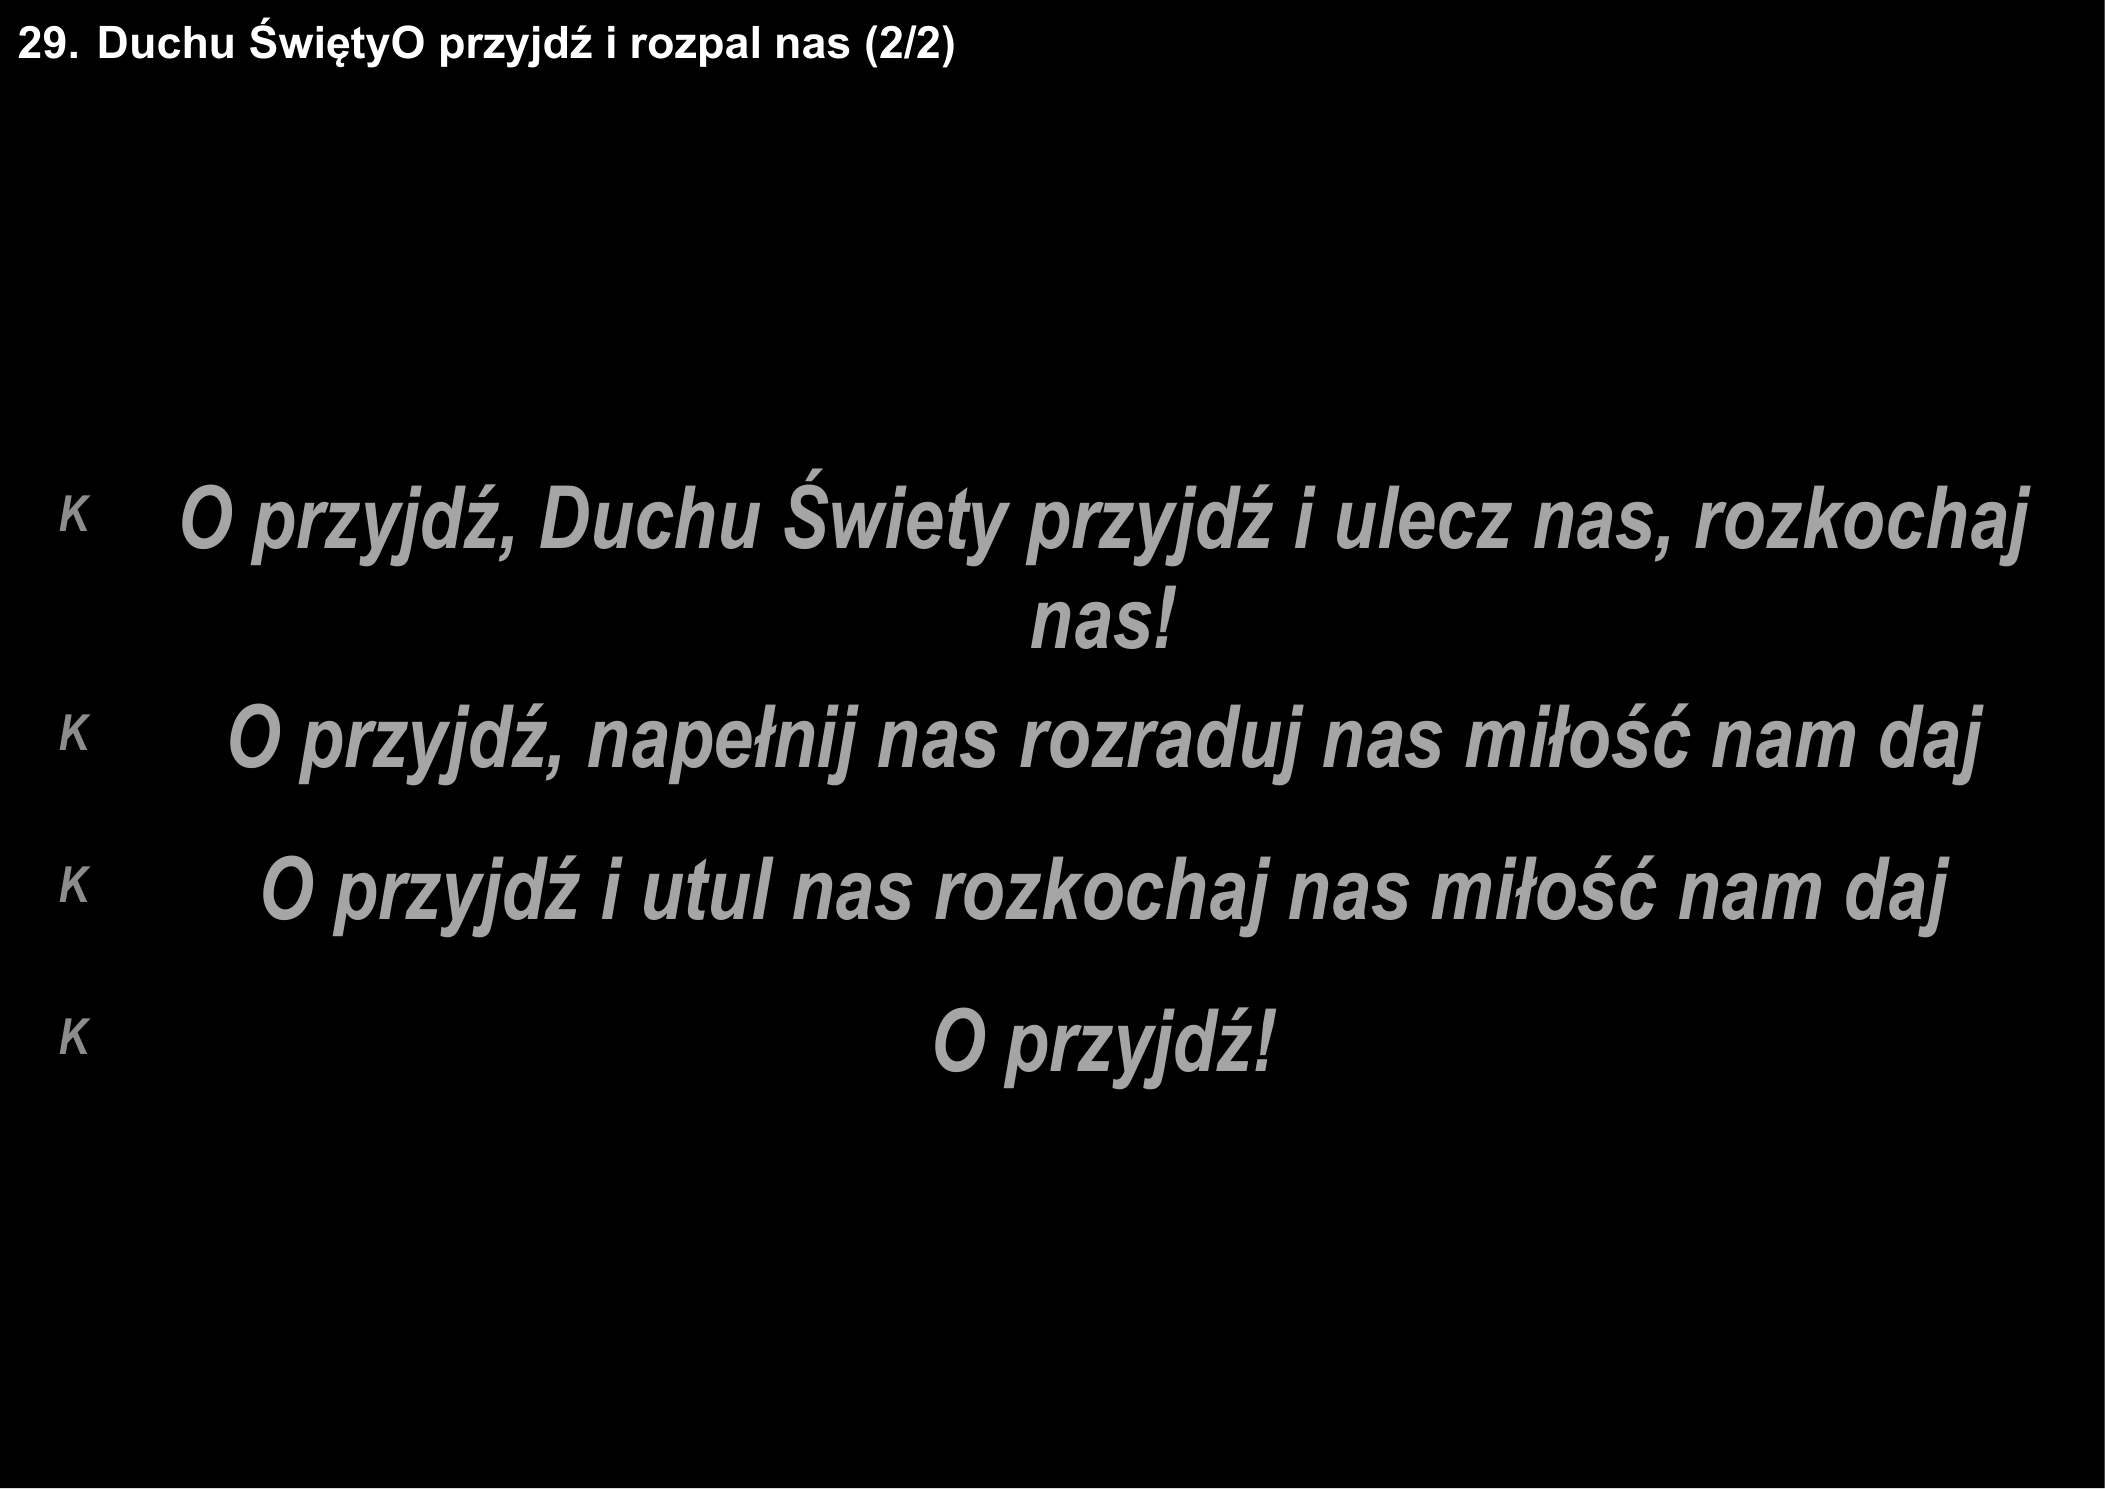 29. Duchu ŚwiętyO przyjdź i rozpal nas (2/2)
K O przyjdź, Duchu Świety przyjdź i ulecz nas, rozkochaj
nas!
K O przyjdź, napełnij nas rozraduj nas miłość nam daj
K O przyjdź i utul nas rozkochaj nas miłość nam daj
K O przyjdź!